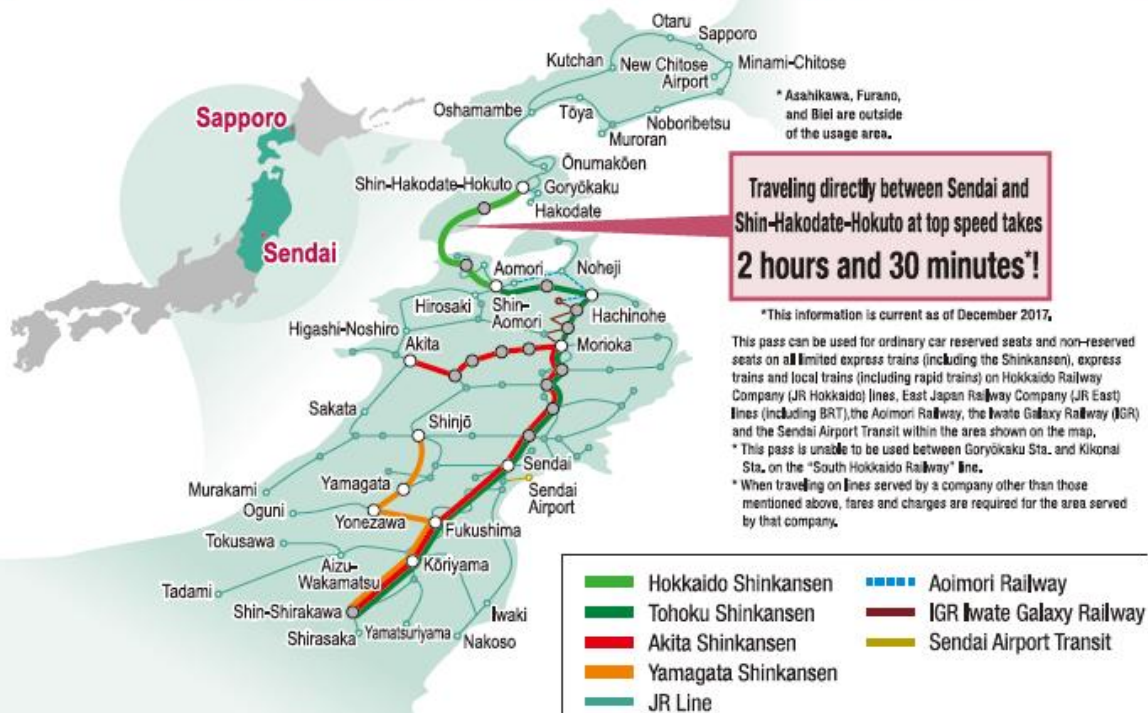 Sapporo
Sendai
Otaru
Sapporo
Kutchan
New Chitose
Airport
Minami-Chitose
* Asahikawa, Furano,
and Biei are outside
of the usage area.
Oshamambe
Tōya
Noboribetsu
Muroran
Ōnumakōen
Shin-Hakodate-Hokuto
Goryōkaku
Hakodate
Traveling directly between Sendai and
Shin-Hakodate-Hokuto at top speed takes
2 hours and 30 minutes*!
*This information is current as of December 2017.
Aomori
Noheji
Hirosaki
Shin-
Aomori
Hachinohe
Higashi-Noshiro
Akita
Morioka
This pass can be used for ordinary car reserved seats and non-reserved
seats on all limited express trains (including the Shinkansen), express
trains and local trains (including rapid trains) on Hokkaido Railway
Company (JR Hokkaido) lines, East Japan Railway Company (JR East)
lines (including BRT),the Aoimori Railway, the Iwate Galaxy Railway (IGR)
and the Sendai Airport Transit within the area shown on the map.
* This pass is unable to be used between Goryōkaku Sta. and Kikonai
Sta. on the "South Hokkaido Railway" line.
* When traveling on lines served by a company other than those
mentioned above, fares and charges are required for the area served
by that company.
Sakata
Shinjō
Sendai
Yamagata
Sendai
Airport
Murakami
Oguni
Yonezawa
Fukushima
Tokusawa
Aizu-
Wakamatsu
Kōriyama
Tadami
Shin-Shirakawa
Iwaki
Shirasaka
Yamatsuriyama
Nakoso
Hokkaido Shinkansen
Tohoku Shinkansen
Akita Shinkansen
Yamagata Shinkansen
JR Line
Aoimori Railway
IGR Iwate Galaxy Railway
Sendai Airport Transit